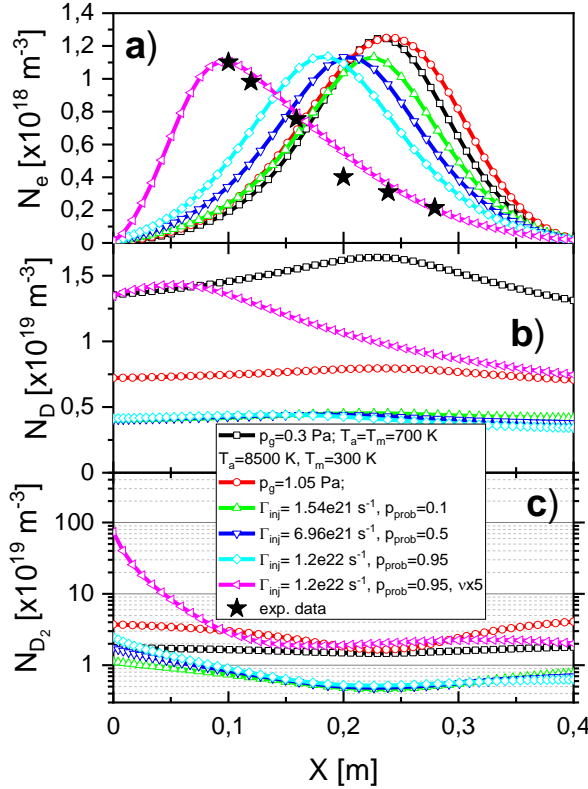 a)
1,4
1,2
1,0
0,8
0,6
0,4
0,2
0
N_e [x10^18 m^-3]
b)
1,5
1
0,5
0
N_D [x10^19 m^-3]
p_g=0.3 Pa; T_a=T_m=700 K
T_a=8500 K, T_m=300 K
p_g=1.05 Pa;
Γ_inj= 1.54e21 s^-1, p_prob=0.1
Γ_inj= 6.96e21 s^-1, p_prob=0.5
Γ_inj= 1.2e22 s^-1, p_prob=0.95
Γ_inj= 1.2e22 s^-1, p_prob=0.95, νx5
exp. data
c)
100
10
1
N_D_2 [x10^19 m^-3]
0 0,1 0,2 0,3 0,4
X [m]